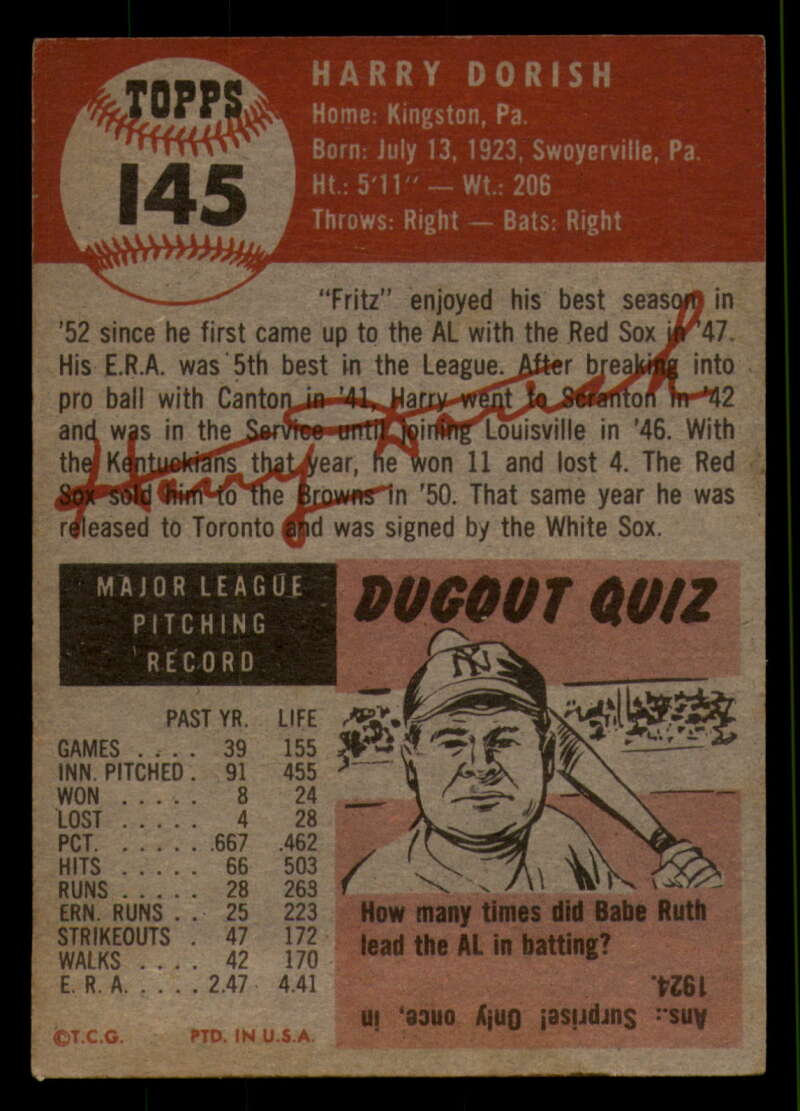 TOPPS
145
HARRY DORISH
Home: Kingston, Pa.
Born: July 13, 1923, Swoyerville, Pa.
Ht.: 5'11" — Wt.: 206
Throws: Right — Bats: Right
"Fritz" enjoyed his best season in
'52 since he first came up to the AL with the Red Sox in '47.
His E.R.A. was 5th best in the League. After breaking into
pro ball with Canton in '41, Harry went to Scranton in '42
and was in the Service until joining Louisville in '46. With
the Kentuckians that year, he won 11 and lost 4. The Red
Sox sold him to the Browns in '50. That same year he was
released to Toronto and was signed by the White Sox.
MAJOR LEAGUE
PITCHING
RECORD
PAST YR. LIFE
GAMES . . . . 39 155
INN. PITCHED . 91 455
WON . . . . . 8 24
LOST . . . . . 4 28
PCT. . . . . . .667 .462
HITS . . . . . 66 503
RUNS . . . . . 28 263
ERN. RUNS . . 25 223
STRIKEOUTS . 47 172
WALKS . . . . 42 170
E. R. A. . . . . 2.47 4.41
©T.C.G. PTD. IN U.S.A.
DUGOUT QUIZ
NY
How many times did Babe Ruth
lead the AL in batting?
Ans.: Surprise! Only once, in
1924.